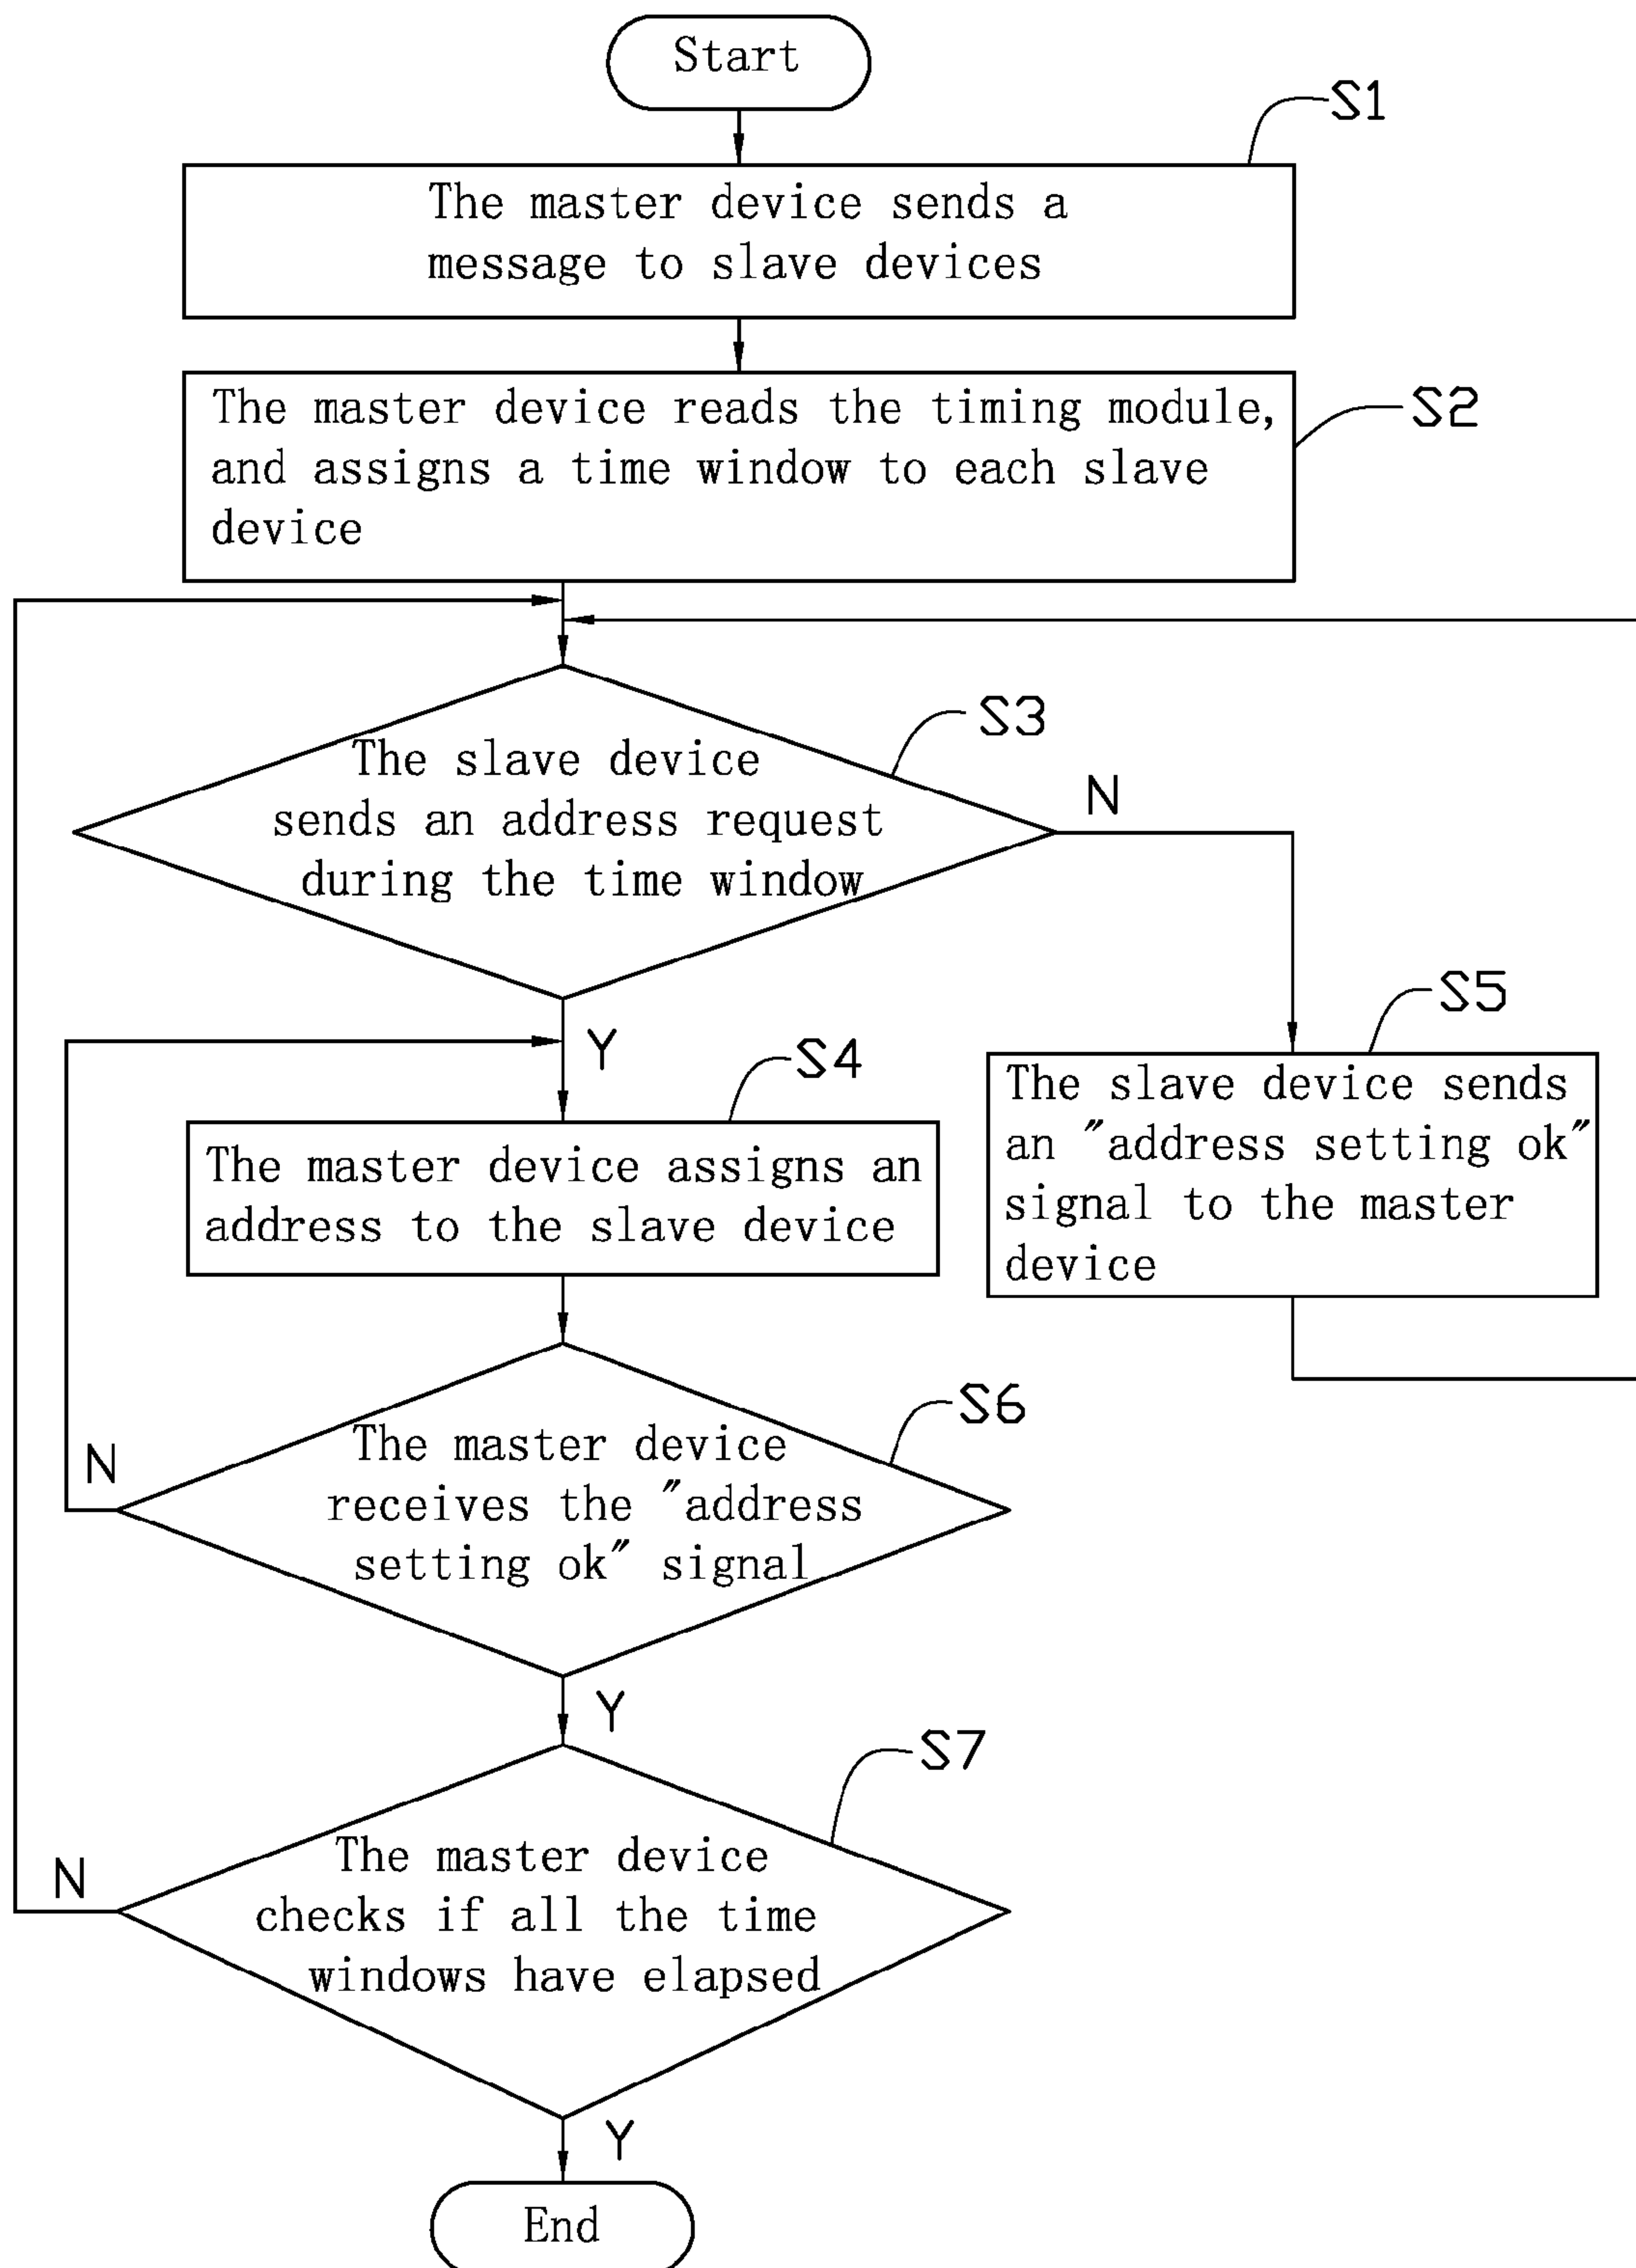 Start
S1
The master device sends a
message to slave devices
The master device reads the timing module,
and assigns a time window to each slave
device
S2
S3
The slave device
sends an address request
during the time window
N
Y
S4
S5
The master device assigns an
address to the slave device
The slave device sends
an "address setting ok"
signal to the master
device
S6
The master device
receives the "address
setting ok" signal
N
Y
S7
The master device
checks if all the time
windows have elapsed
N
Y
End